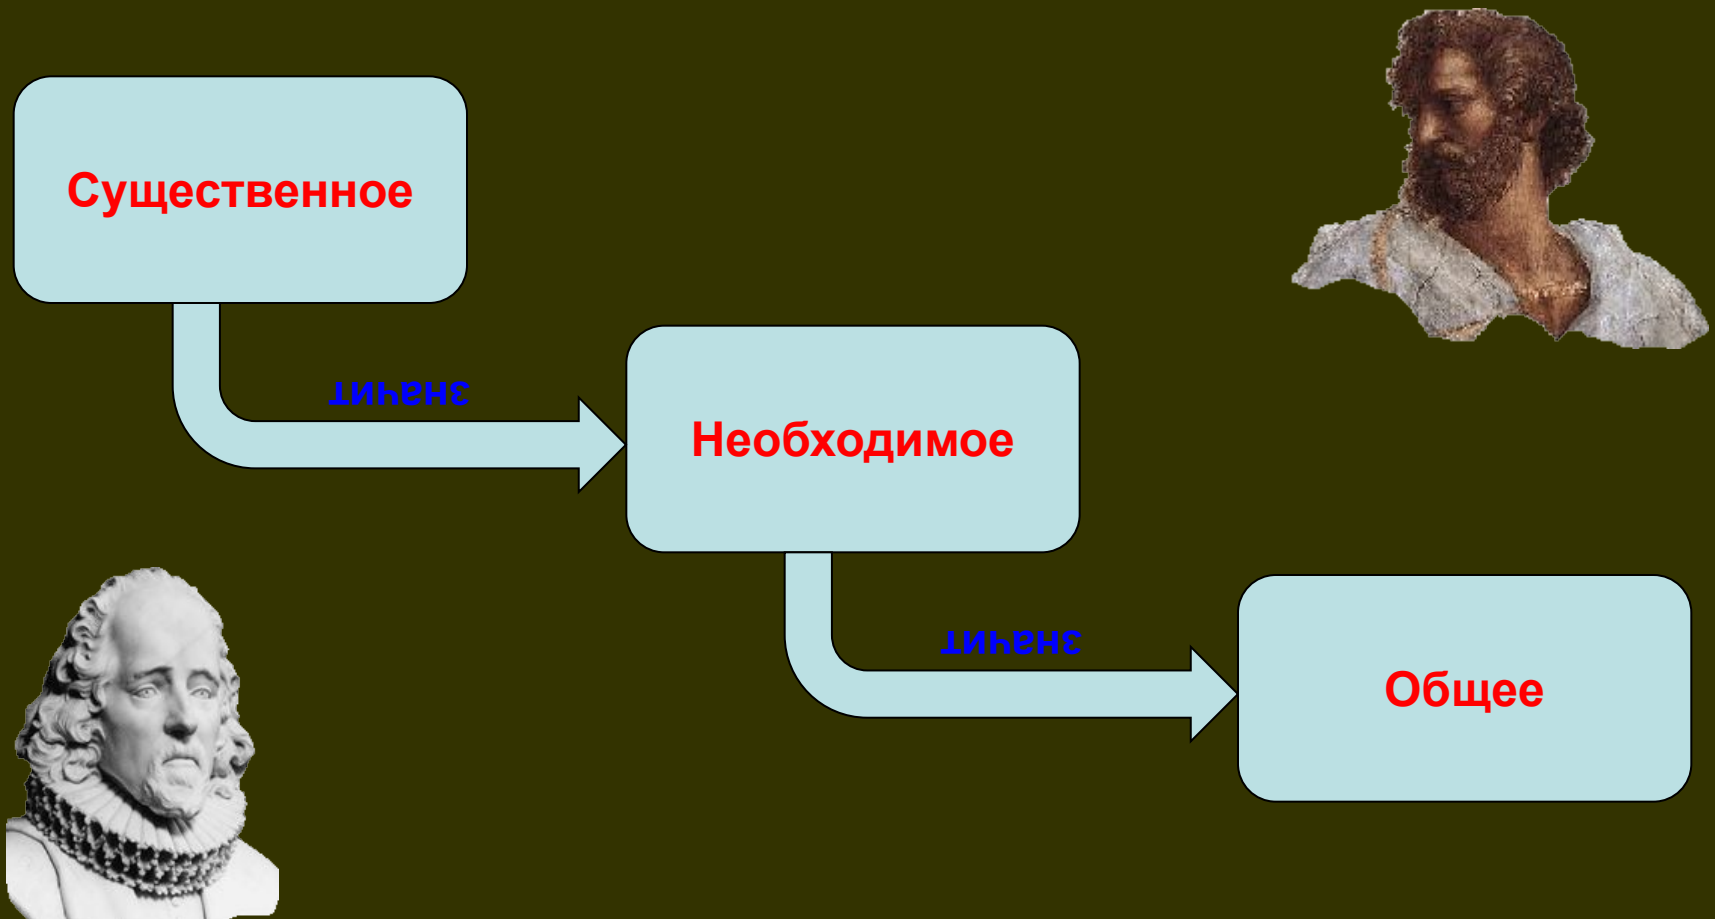 Существенное
значит
Необходимое
значит
Общее